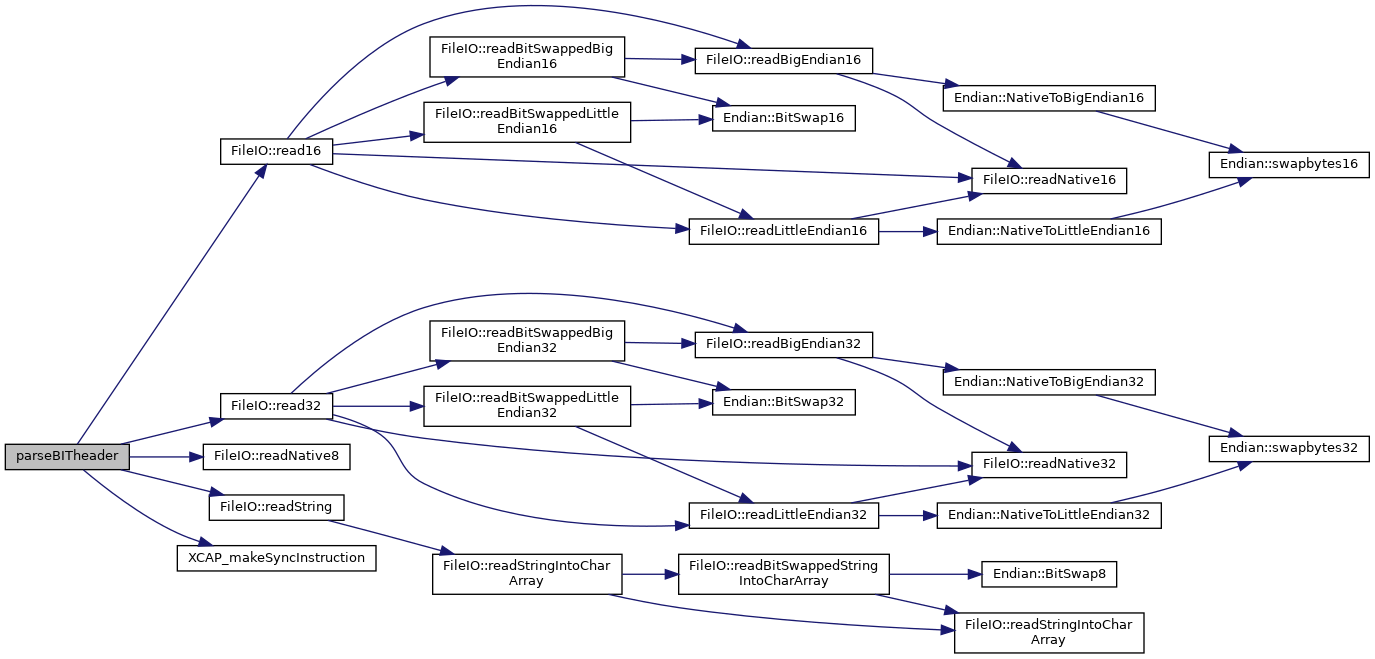 FileIO::readBitSwappedBig
Endian16
FileIO::readBigEndian16
Endian::NativeToBigEndian16
FileIO::readBitSwappedLittle
Endian16
Endian::BitSwap16
FileIO::read16
Endian::swapbytes16
FileIO::readNative16
FileIO::readLittleEndian16
Endian::NativeToLittleEndian16
FileIO::readBitSwappedBig
Endian32
FileIO::readBigEndian32
Endian::NativeToBigEndian32
FileIO::readBitSwappedLittle
Endian32
Endian::BitSwap32
FileIO::read32
Endian::swapbytes32
parseBITheader
FileIO::readNative8
FileIO::readNative32
FileIO::readString
FileIO::readLittleEndian32
Endian::NativeToLittleEndian32
XCAP_makeSyncInstruction
FileIO::readStringIntoChar
Array
FileIO::readBitSwappedString
IntoCharArray
Endian::BitSwap8
FileIO::readStringIntoChar
Array